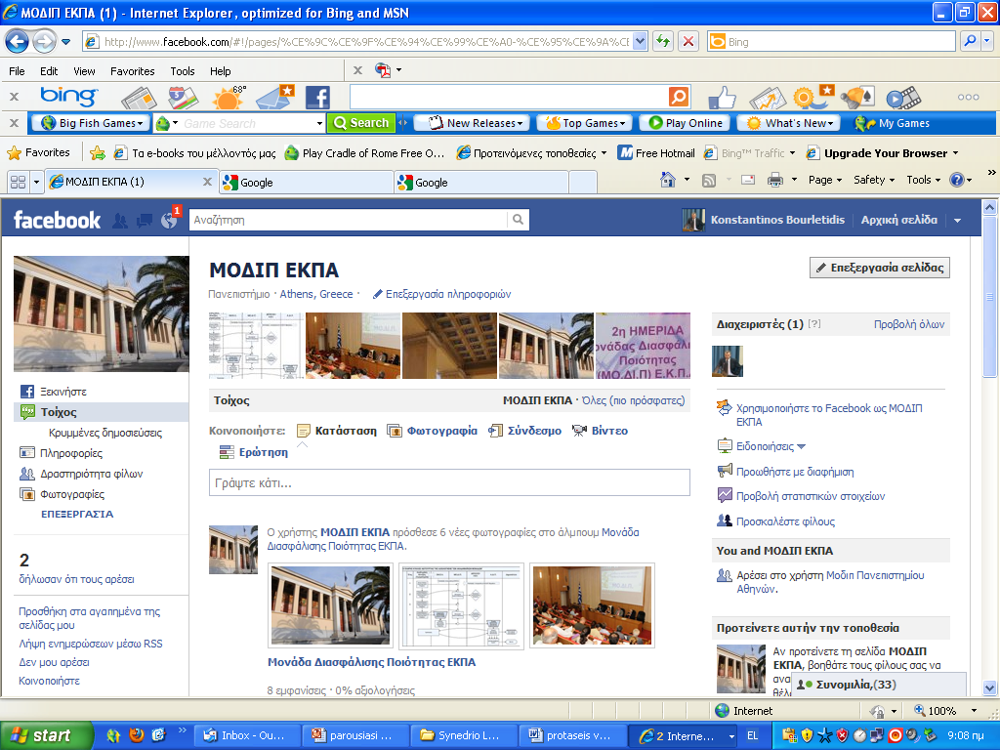 ΜΟΔΙΠ ΕΚΠΑ (1) - Internet Explorer, optimized for Bing and MSN
http://www.facebook.com/#!/pages/%CE%9C%CE%9F%CE%94%CE%99%CE%A0-%CE%95%CE%9A%CE
Bing
File Edit View Favorites Tools Help
bing 68°
Big Fish Games Game Search Search New Releases Top Games Play Online What's New My Games
Favorites Τα e-books του μέλλοντός μας Play Cradle of Rome Free O... Προτεινόμενες τοποθεσίες Free Hotmail Bing™ Traffic Upgrade Your Browser
ΜΟΔΙΠ ΕΚΠΑ (1) Google Google Page Safety Tools
facebook 1 Αναζήτηση Konstantinos Bourletidis Αρχική σελίδα
ΜΟΔΙΠ ΕΚΠΑ
Επεξεργασία σελίδας
Πανεπιστήμιο · Athens, Greece · Επεξεργασία πληροφοριών
2η ΗΜΕΡΙΔΑ
ονάδας Διασφάλι
Ποιότητας
(ΜΟ.ΔΙ.Π) Ε.Κ.Π.
Διαχειριστές (1) [?] Προβολή όλων
Ξεκινήστε
Τοίχος
Κρυμμένες δημοσιεύσεις
Πληροφορίες
Δραστηριότητα φίλων
Φωτογραφίες
ΕΠΕΞΕΡΓΑΣΊΑ
2
δήλωσαν ότι τους αρέσει
Προσθήκη στα αγαπημένα της
σελίδας μου
Λήψη ενημερώσεων μέσω RSS
Δεν μου αρέσει
Κοινοποιήστε
Τοίχος ΜΟΔΙΠ ΕΚΠΑ · Όλες (πιο πρόσφατες)
Κοινοποιήστε: Κατάσταση Φωτογραφία Σύνδεσμο Βίντεο
Ερώτηση
Γράψτε κάτι...
Ο χρήστης ΜΟΔΙΠ ΕΚΠΑ πρόσθεσε 6 νέες φωτογραφίες στο άλμπουμ Μονάδα
Διασφάλισης Ποιότητας ΕΚΠΑ.
Μονάδα Διασφάλισης Ποιότητας ΕΚΠΑ
8 εμφανίσεις · 0% αξιολογήσεις
Χρησιμοποιήστε το Facebook ως ΜΟΔΙΠ
ΕΚΠΑ
Ειδοποιήσεις
Προωθήστε με διαφήμιση
Προβολή στατιστικών στοιχείων
Προσκαλέστε φίλους
You and ΜΟΔΙΠ ΕΚΠΑ
Αρέσει στο χρήστη Μοδιπ Πανεπιστημίου
Αθηνών.
Προτείνετε αυτήν την τοποθεσία
Αν προτείνετε τη σελίδα ΜΟΔΙΠ
ΕΚΠΑ, βοηθάτε τους φίλους σας να
Συνομιλία,(33)
Internet 100%
start Inbox - Ou... parousiasi ... Synedrio L... protaseis v... 2 Interne... EL 9:08 πμ